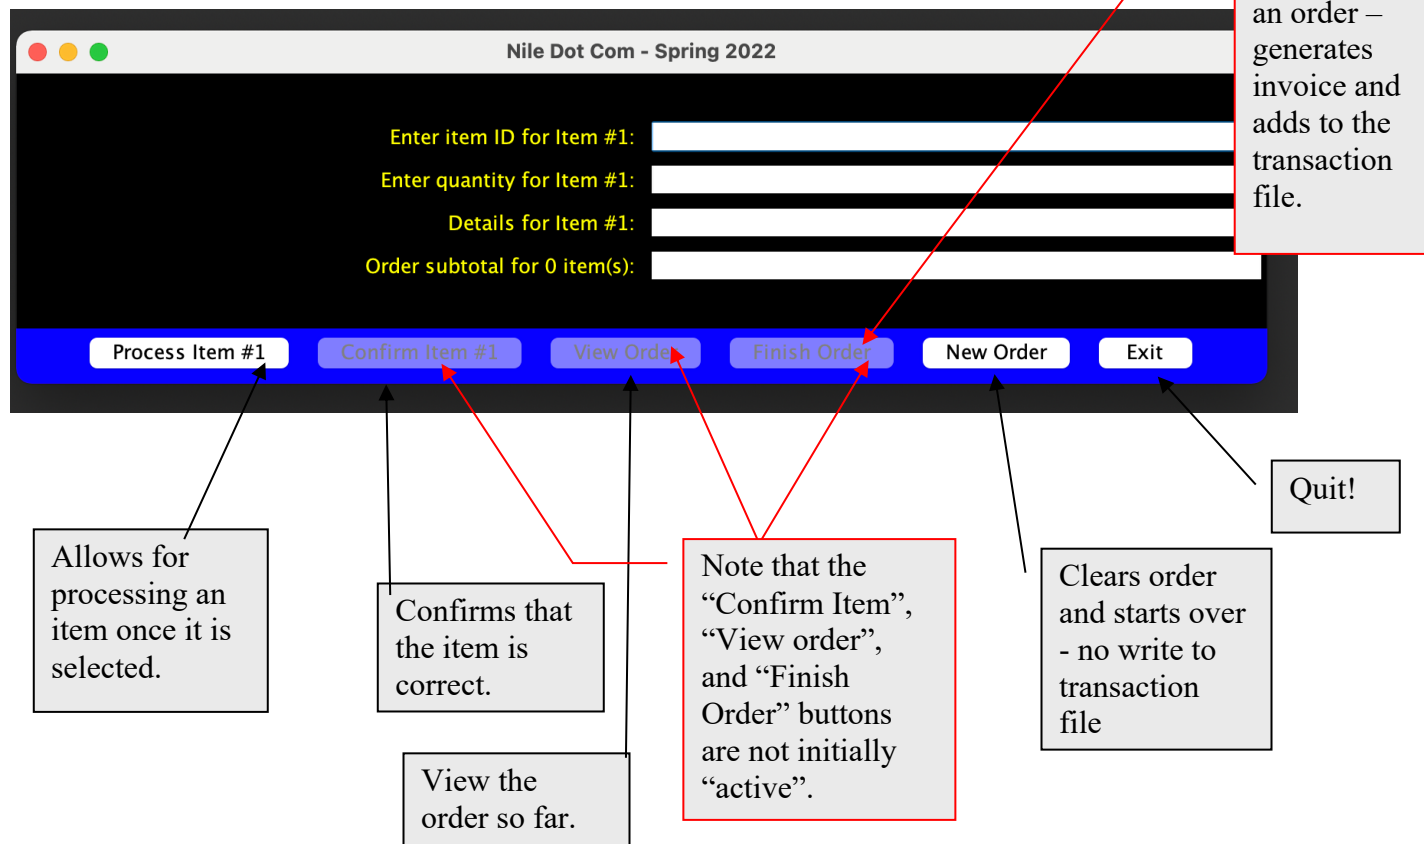 an order –
generates
invoice and
adds to the
transaction
file.
Nile Dot Com - Spring 2022
Enter item ID for Item #1:
Enter quantity for Item #1:
Details for Item #1:
Order subtotal for 0 item(s):
Process Item #1
Confirm Item #1
View Order
Finish Order
New Order
Exit
Quit!
Allows for
processing an
item once it is
selected.
Confirms that
the item is
correct.
View the
order so far.
Note that the
“Confirm Item”,
“View order”,
and “Finish
Order” buttons
are not initially
“active”.
Clears order
and starts over
- no write to
transaction
file